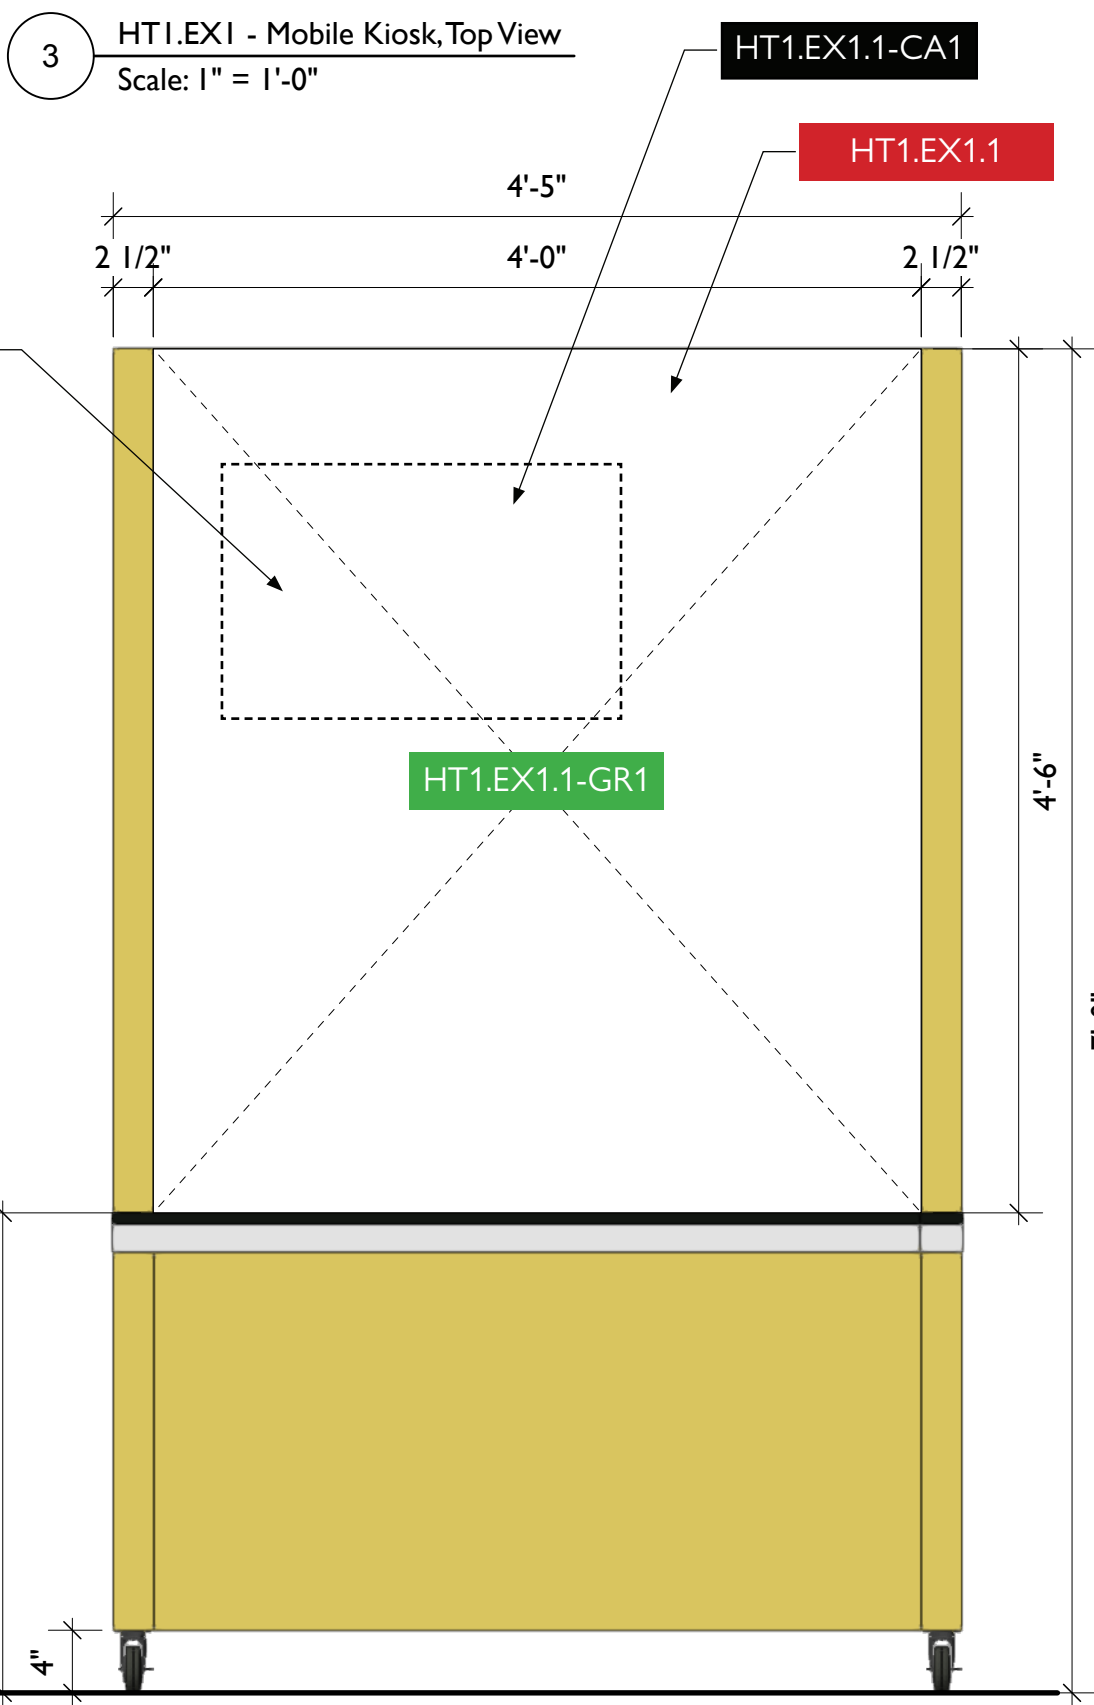 3
HT1.EX1 - Mobile Kiosk, Top View
Scale: 1" = 1'-0"
HT1.EX1.1-CA1
HT1.EX1.1
4'-5"
2 1/2"
4'-0"
2 1/2"
HT1.EX1.1-GR1
4'-6"
4"